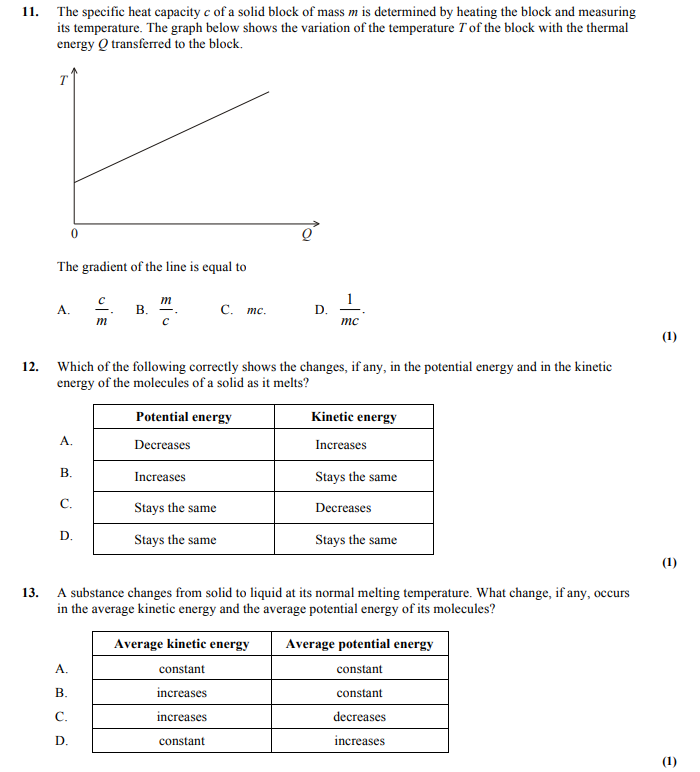 11. The specific heat capacity c of a solid block of mass m is determined by heating the block and measuring
its temperature. The graph below shows the variation of the temperature T of the block with the thermal
energy Q transferred to the block.
T
0
Q
The gradient of the line is equal to
A. c/m. B. m/c. C. mc. D. 1/mc.
(1)
12. Which of the following correctly shows the changes, if any, in the potential energy and in the kinetic
energy of the molecules of a solid as it melts?
Potential energy Kinetic energy
A. Decreases Increases
B. Increases Stays the same
C. Stays the same Decreases
D. Stays the same Stays the same
(1)
13. A substance changes from solid to liquid at its normal melting temperature. What change, if any, occurs
in the average kinetic energy and the average potential energy of its molecules?
Average kinetic energy Average potential energy
A. constant constant
B. increases constant
C. increases decreases
D. constant increases
(1)